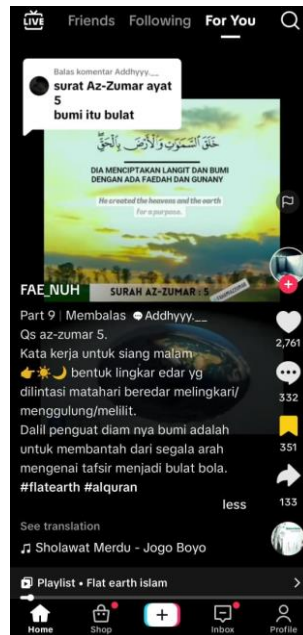 LIVE
Friends Following For You
Balas komentar Addhyyy.__
surat Az-Zumar ayat
5
bumi itu bulat
خَلَقَ السَّمَوَتِ وَالْأَرْضَ بِالْحَقِّ
DIA MENCIPTAKAN LANGIT DAN BUMI
DENGAN ADA FAEDAH DAN GUNANY
He created the heavens and the earth
for a purpose.
SURAH AZ-ZUMAR : 5
FAE_NUH
Part 9 | Membalas Addhyyy.__
Qs az-zumar 5.
Kata kerja untuk siang malam
👉☀️🌙 bentuk lingkar edar yg
dilintasi matahari beredar melingkari/
menggulung/melilit.
Dalil penguat diam nya bumi adalah
untuk membantah dari segala arah
mengenai tafsir menjadi bulat bola.
#flatearth #alquran
less
See translation
Sholawat Merdu - Jogo Boyo
2,761
332
351
133
Playlist • Flat earth islam
Home
Shop
Inbox
Profile